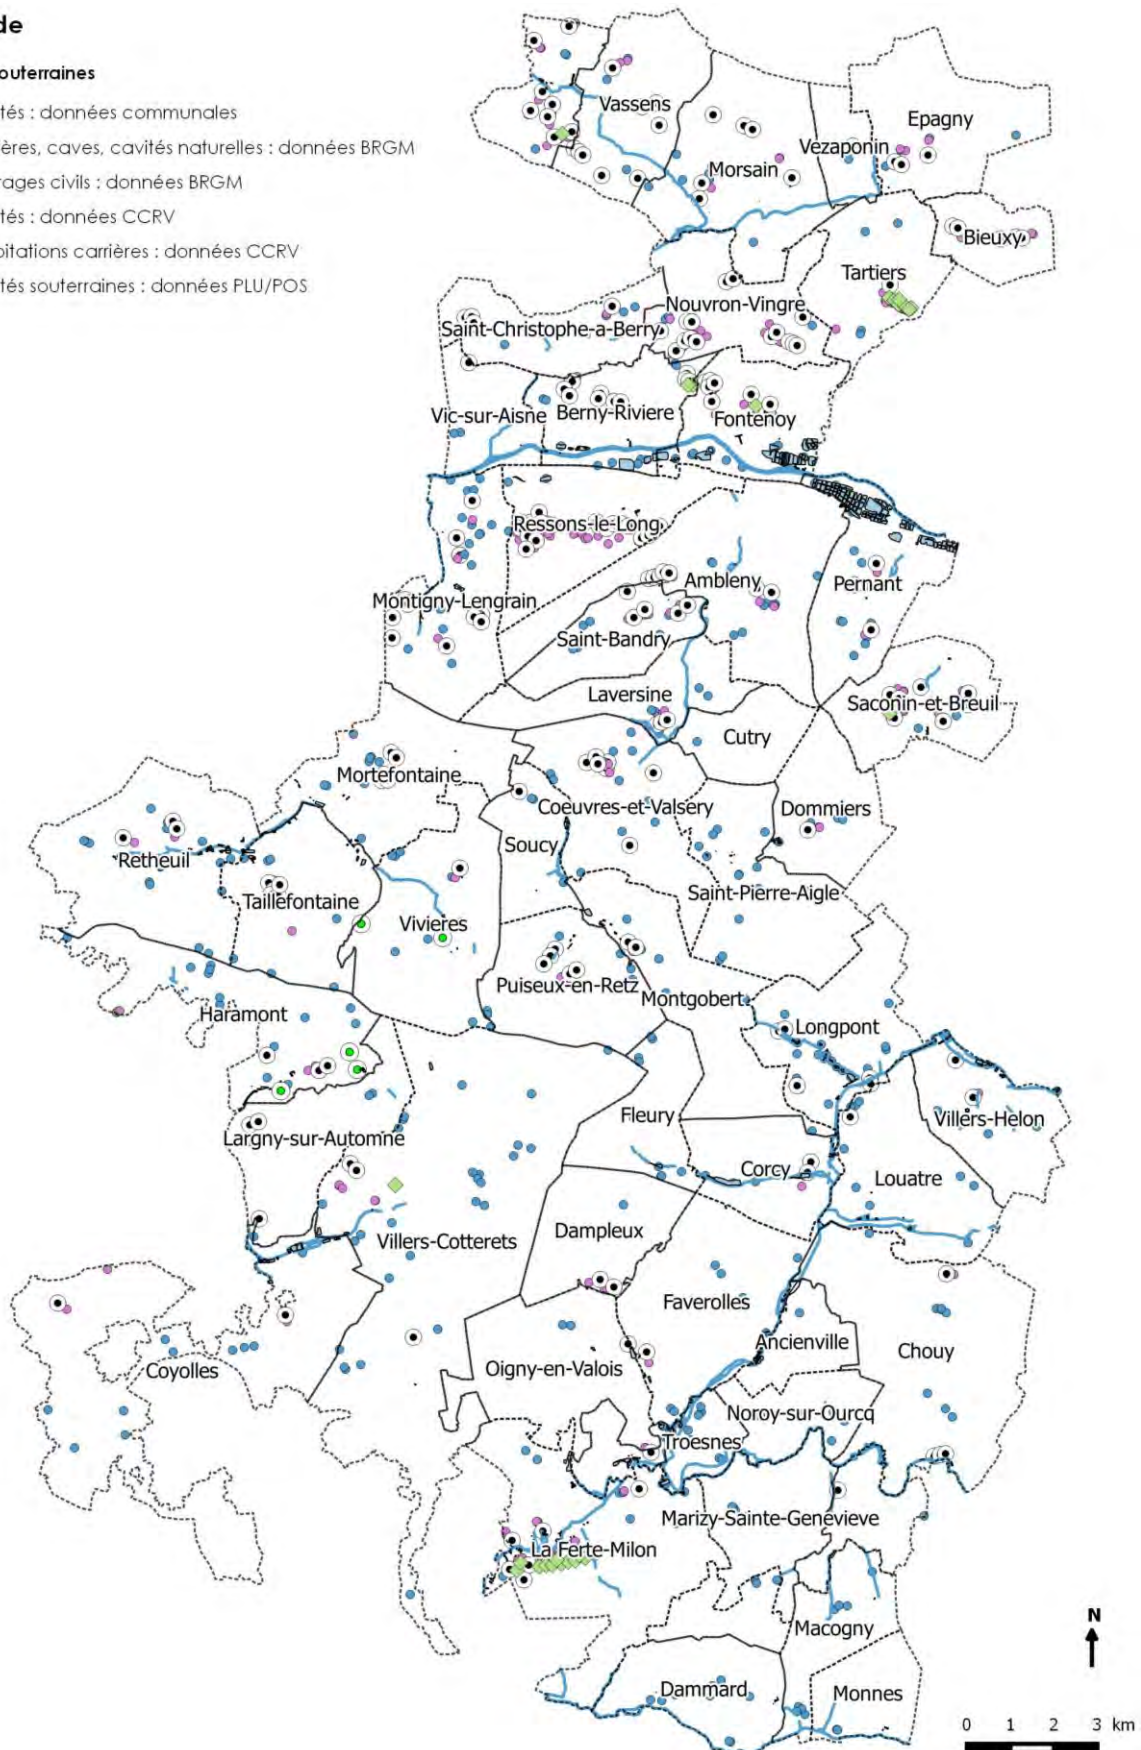 de
outerraines
tés : données communales
ères, caves, cavités naturelles : données BRGM
rages civils : données BRGM
tés : données CCRV
oitations carrières : données CCRV
tés souterraines : données PLU/POS
Vassens
Epagny
Vezaponin
Morsain
Bieuxy
Tartiers
Nouvron-Vingre
Saint-Christophe-a-Berry
Vic-sur-Aisne
Berny-Riviere
Fontenoy
Ressons-le-Long
Ambleny
Pernant
Montigny-Lengrain
Saint-Bandry
Laversine
Saconin-et-Breuil
Cutry
Mortefontaine
Coeuvres-et-Valsery
Dommiers
Soucy
Retheuil
Taillefontaine
Saint-Pierre-Aigle
Vivieres
Puiseux-en-Retz
Montgobert
Haramont
Longpont
Fleury
Villers-Helon
Largny-sur-Automne
Corcy
Louatre
Dampleux
Villers-Cotterets
Faverolles
Ancienville
Chouy
Coyolles
Oigny-en-Valois
Noroy-sur-Ourcq
Troesnes
Marizy-Sainte-Genevieve
La Ferte-Milon
N
Macogny
Dammard
Monnes
0 1 2 3 km